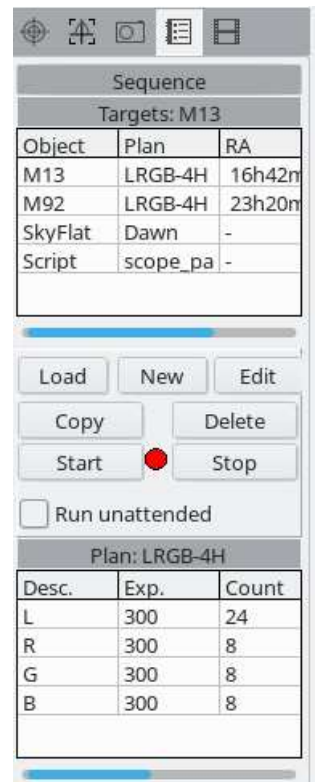 Sequence
Targets: M13
Object Plan RA
M13 LRGB-4H 16h42m
M92 LRGB-4H 23h20m
SkyFlat Dawn -
Script scope_pa -
Load New Edit
Copy Delete
Start Stop
Run unattended
Plan: LRGB-4H
Desc. Exp. Count
L 300 24
R 300 8
G 300 8
B 300 8